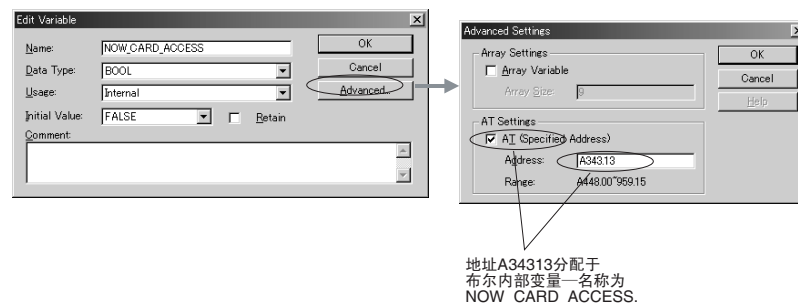 Edit Variable
Name: NOW_CARD_ACCESS
Data Type: BOOL
Usage: Internal
Initial Value: FALSE Retain
Comment:
OK
Cancel
Advanced...
Advanced Settings
Array Settings
Array Variable
Array Size: 9
AT Settings
AT (Specified Address)
Address: A343.13
Range: A448.00~959.15
OK
Cancel
Help
地址A34313分配于
布尔内部变量—名称为
NOW_CARD_ACCESS.